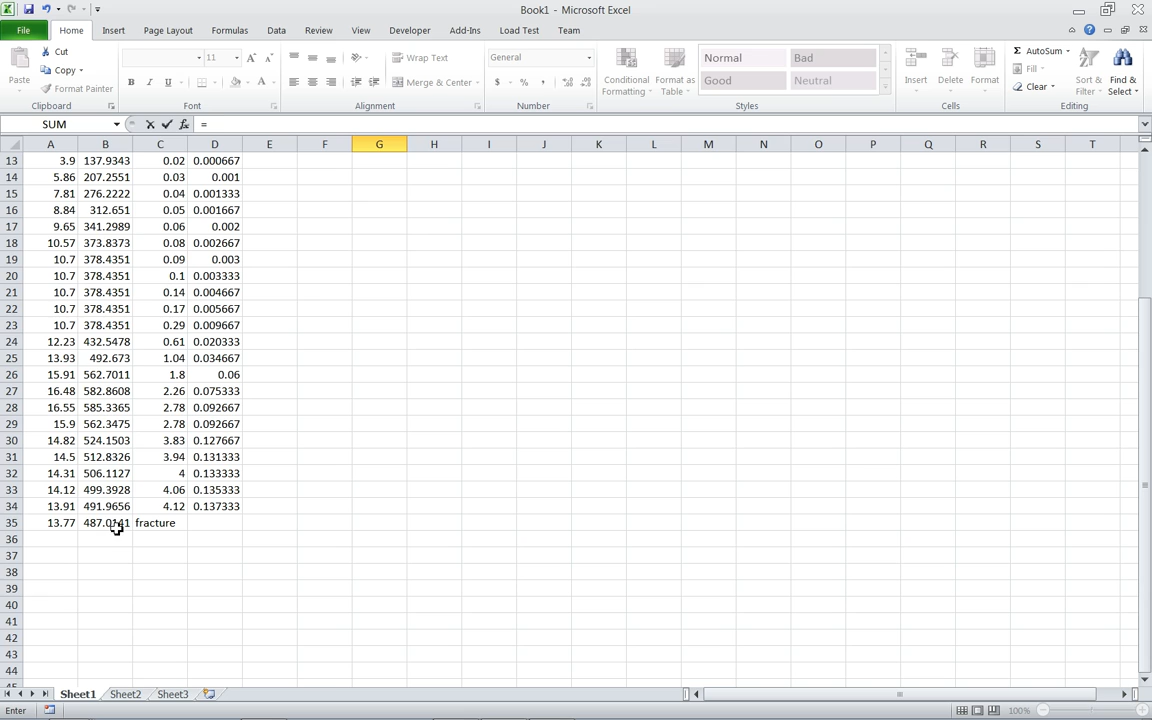 Book1 - Microsoft Excel
File Home Insert Page Layout Formulas Data Review View Developer Add-Ins Load Test Team
Paste
Cut
Copy
Format Painter
Clipboard
11 A A
B I U A
Font
Wrap Text
Merge & Center
Alignment
General
$ % ,
Number
Conditional Formatting
Format as Table
Normal Bad
Good Neutral
Styles
Insert Delete Format
Cells
AutoSum
Fill
Clear
Sort & Filter
Find & Select
Editing
SUM fx =
A B C D E F G H I J K L M N O P Q R S T
13 3.9 137.9343 0.02 0.000667
14 5.86 207.2551 0.03 0.001
15 7.81 276.2222 0.04 0.001333
16 8.84 312.651 0.05 0.001667
17 9.65 341.2989 0.06 0.002
18 10.57 373.8373 0.08 0.002667
19 10.7 378.4351 0.09 0.003
20 10.7 378.4351 0.1 0.003333
21 10.7 378.4351 0.14 0.004667
22 10.7 378.4351 0.17 0.005667
23 10.7 378.4351 0.29 0.009667
24 12.23 432.5478 0.61 0.020333
25 13.93 492.673 1.04 0.034667
26 15.91 562.7011 1.8 0.06
27 16.48 582.8608 2.26 0.075333
28 16.55 585.3365 2.78 0.092667
29 15.9 562.3475 2.78 0.092667
30 14.82 524.1503 3.83 0.127667
31 14.5 512.8326 3.94 0.131333
32 14.31 506.1127 4 0.133333
33 14.12 499.3928 4.06 0.135333
34 13.91 491.9656 4.12 0.137333
35 13.77 487.0141 fracture
36
37
38
39
40
41
42
43
44
Sheet1 Sheet2 Sheet3
Enter 100%